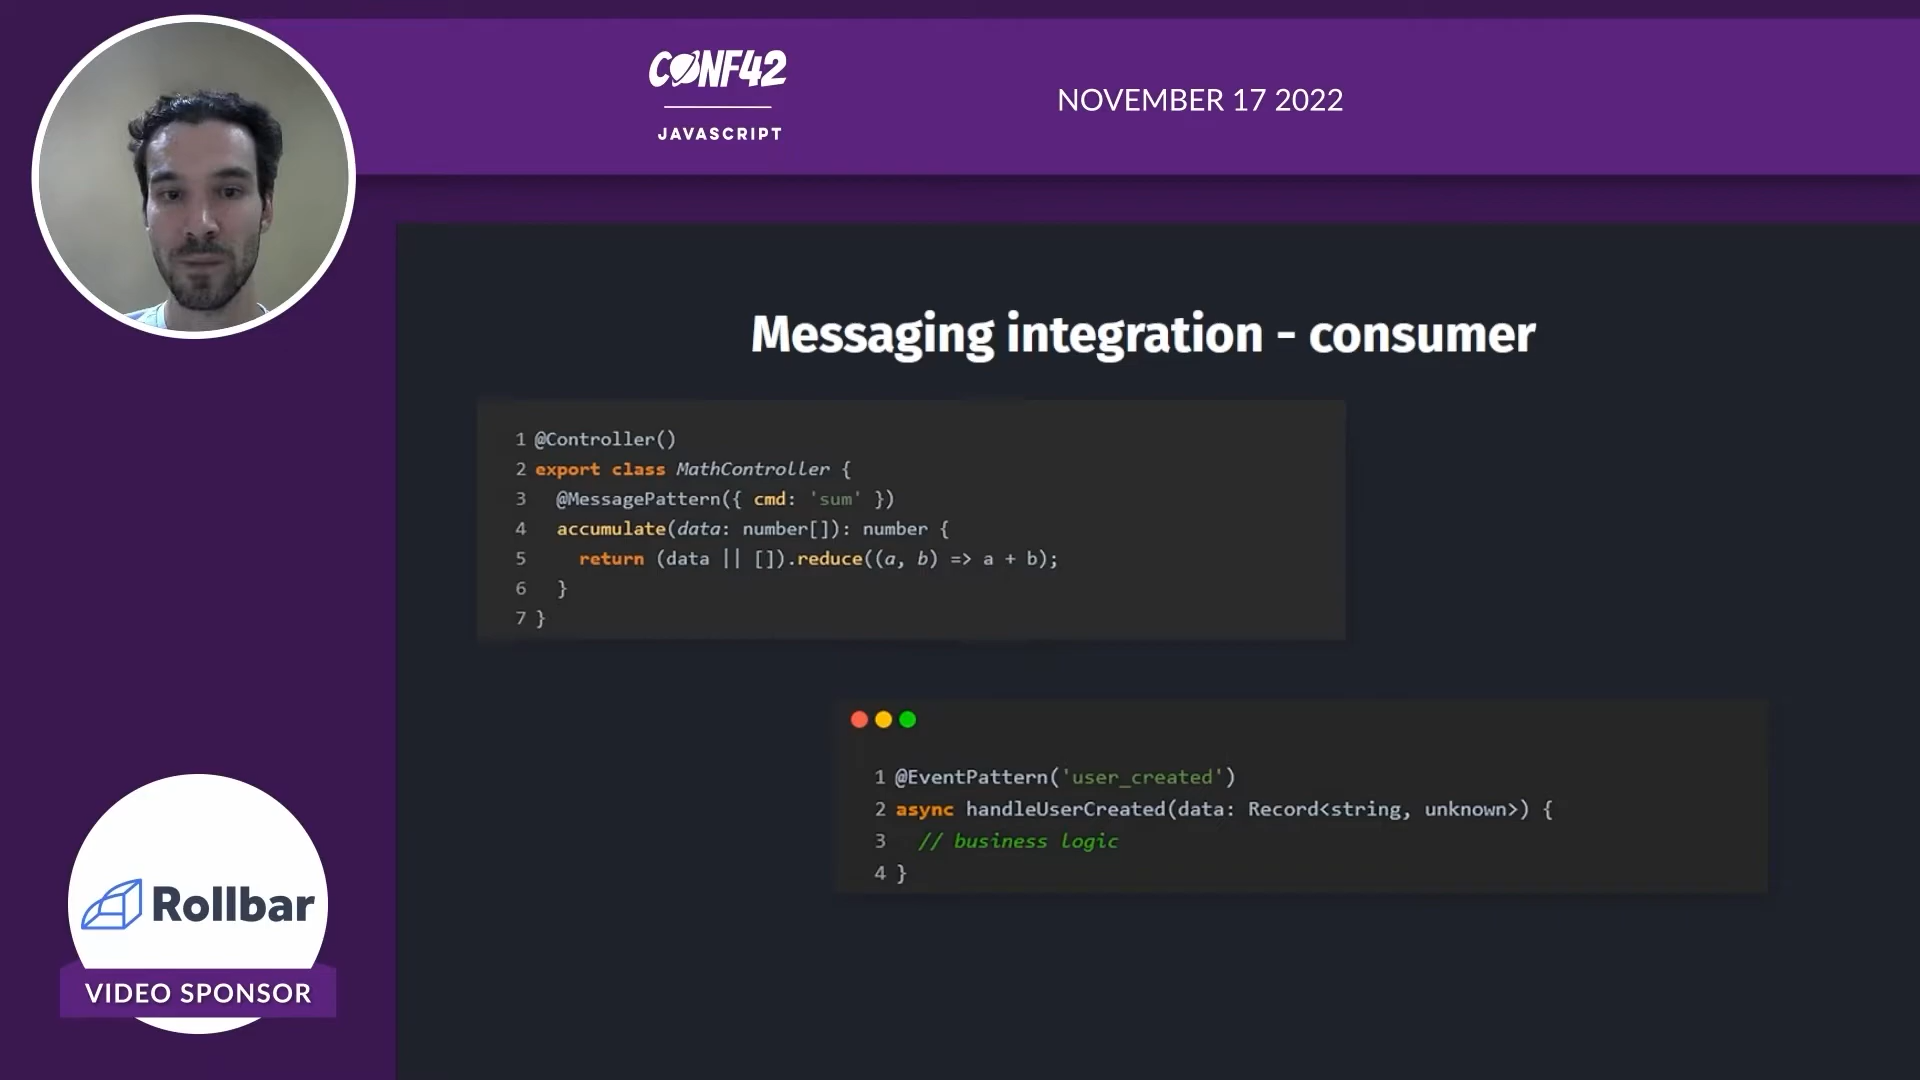 CONF42
JAVASCRIPT
NOVEMBER 17 2022
Messaging integration - consumer
1 @Controller()
2 export class MathController {
3   @MessagePattern({ cmd: 'sum' })
4   accumulate(data: number[]): number {
5     return (data || []).reduce((a, b) => a + b);
6   }
7 }
1 @EventPattern('user_created')
2 async handleUserCreated(data: Record<string, unknown>) {
3   // business logic
4 }
Rollbar
VIDEO SPONSOR